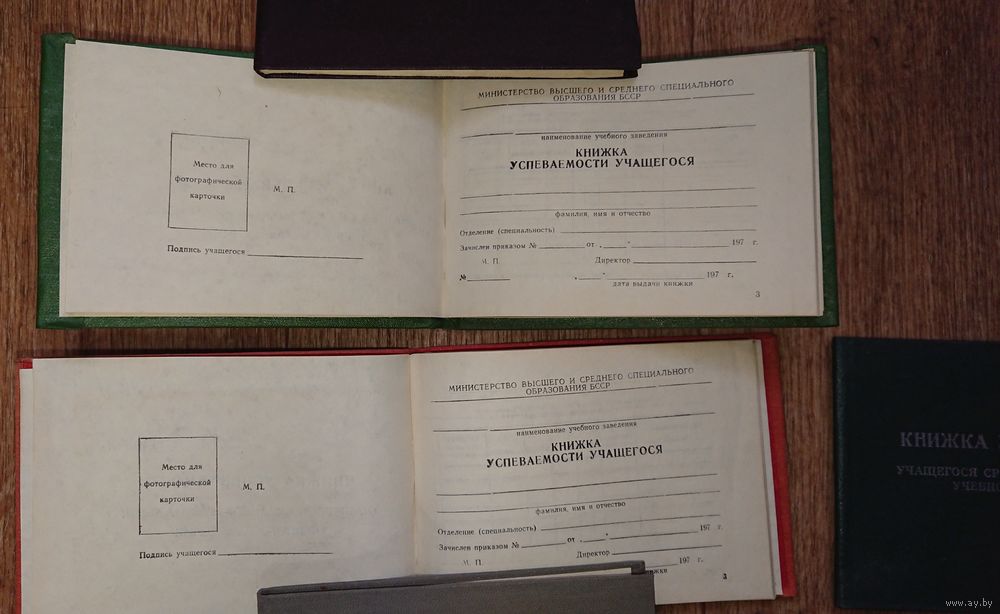 МИНИСТЕРСТВО ВЫСШЕГО И СРЕДНЕГО СПЕЦИАЛЬНОГО
ОБРАЗОВАНИЯ БССР
наименование учебного заведения
КНИЖКА
УСПЕВАЕМОСТИ УЧАЩЕГОСЯ
Место для
фотографической
карточки
М. П.
Подпись учащегося
фамилия, имя и отчество
Отделение (специальность)
Зачислен приказом № от „ “ 197 г.
М. П. Директор
№ „ “ 197 г.
дата выдачи книжки
3
МИНИСТЕРСТВО ВЫСШЕГО И СРЕДНЕГО СПЕЦИАЛЬНОГО
ОБРАЗОВАНИЯ БССР
наименование учебного заведения
КНИЖКА
УСПЕВАЕМОСТИ УЧАЩЕГОСЯ
Место для
фотографической
карточки
М. П.
Подпись учащегося
фамилия, имя и отчество
Отделение (специальность)
Зачислен приказом № от „ “ 197 г.
М. П. Директор
197 г.
книжки
КНИЖКА
УЧАЩЕГОСЯ СР
УЧЕБН
www.ay.by